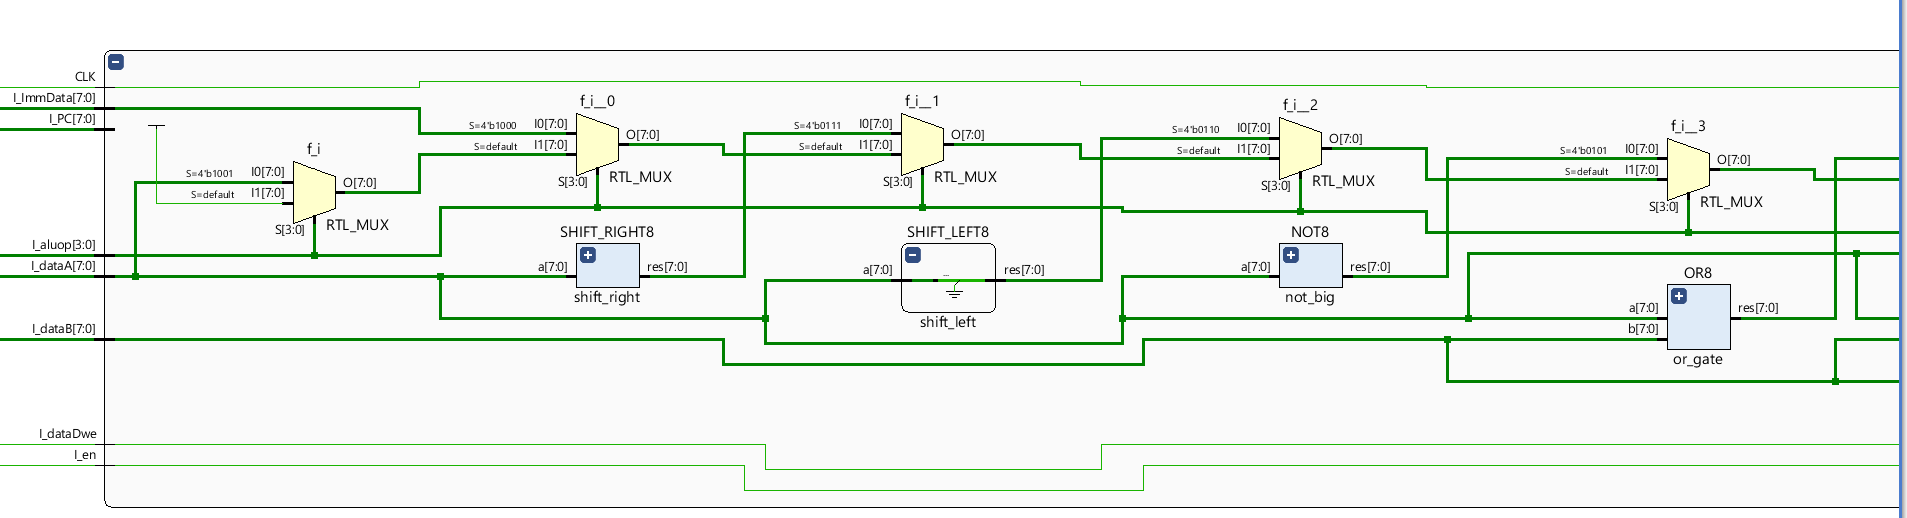 CLK
I_ImmData[7:0]
I_PC[7:0]
f_i
S=4'b1001
I0[7:0]
S=default
I1[7:0]
O[7:0]
S[3:0]
RTL_MUX
f_i__0
S=4'b1000
I0[7:0]
S=default
I1[7:0]
O[7:0]
S[3:0]
RTL_MUX
f_i__1
S=4'b0111
I0[7:0]
S=default
I1[7:0]
O[7:0]
S[3:0]
RTL_MUX
f_i__2
S=4'b0110
I0[7:0]
S=default
I1[7:0]
O[7:0]
S[3:0]
RTL_MUX
f_i__3
S=4'b0101
I0[7:0]
S=default
I1[7:0]
O[7:0]
S[3:0]
RTL_MUX
I_aluop[3:0]
I_dataA[7:0]
SHIFT_RIGHT8
a[7:0]
res[7:0]
shift_right
SHIFT_LEFT8
a[7:0]
...
res[7:0]
shift_left
NOT8
a[7:0]
res[7:0]
not_big
OR8
a[7:0]
b[7:0]
res[7:0]
or_gate
I_dataB[7:0]
I_dataDwe
I_en